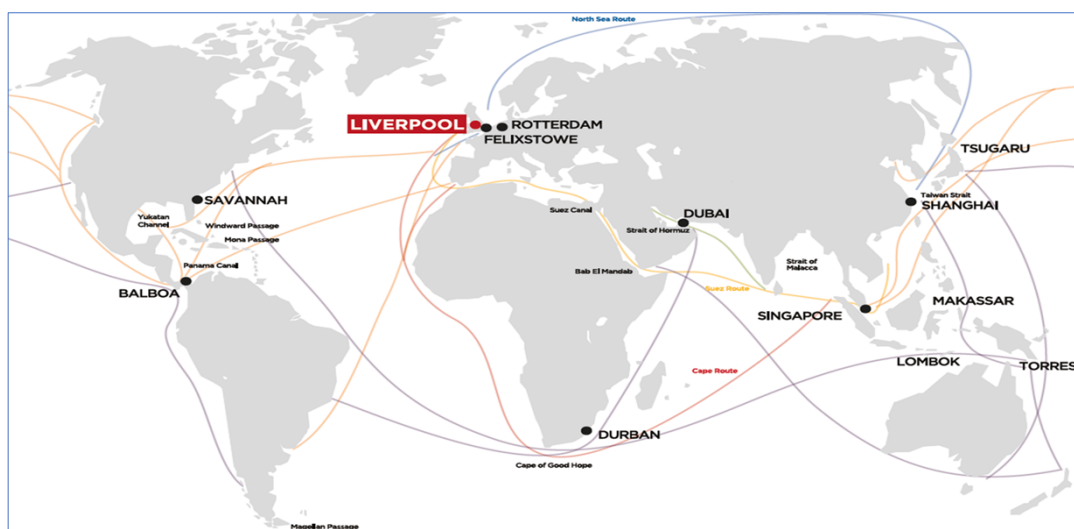 North Sea Route
LIVERPOOL
ROTTERDAM
FELIXSTOWE
TSUGARU
SAVANNAH
Taiwan Strait
SHANGHAI
Suez Canal
DUBAI
Yukatan
Channel
Windward Passage
Strait of Hormuz
Mona Passage
Panama Canal
Bab El Mandab
Strait of
Malacca
BALBOA
Suez Route
MAKASSAR
SINGAPORE
LOMBOK
TORRES
Cape Route
DURBAN
Cape of Good Hope
Magellan Passage